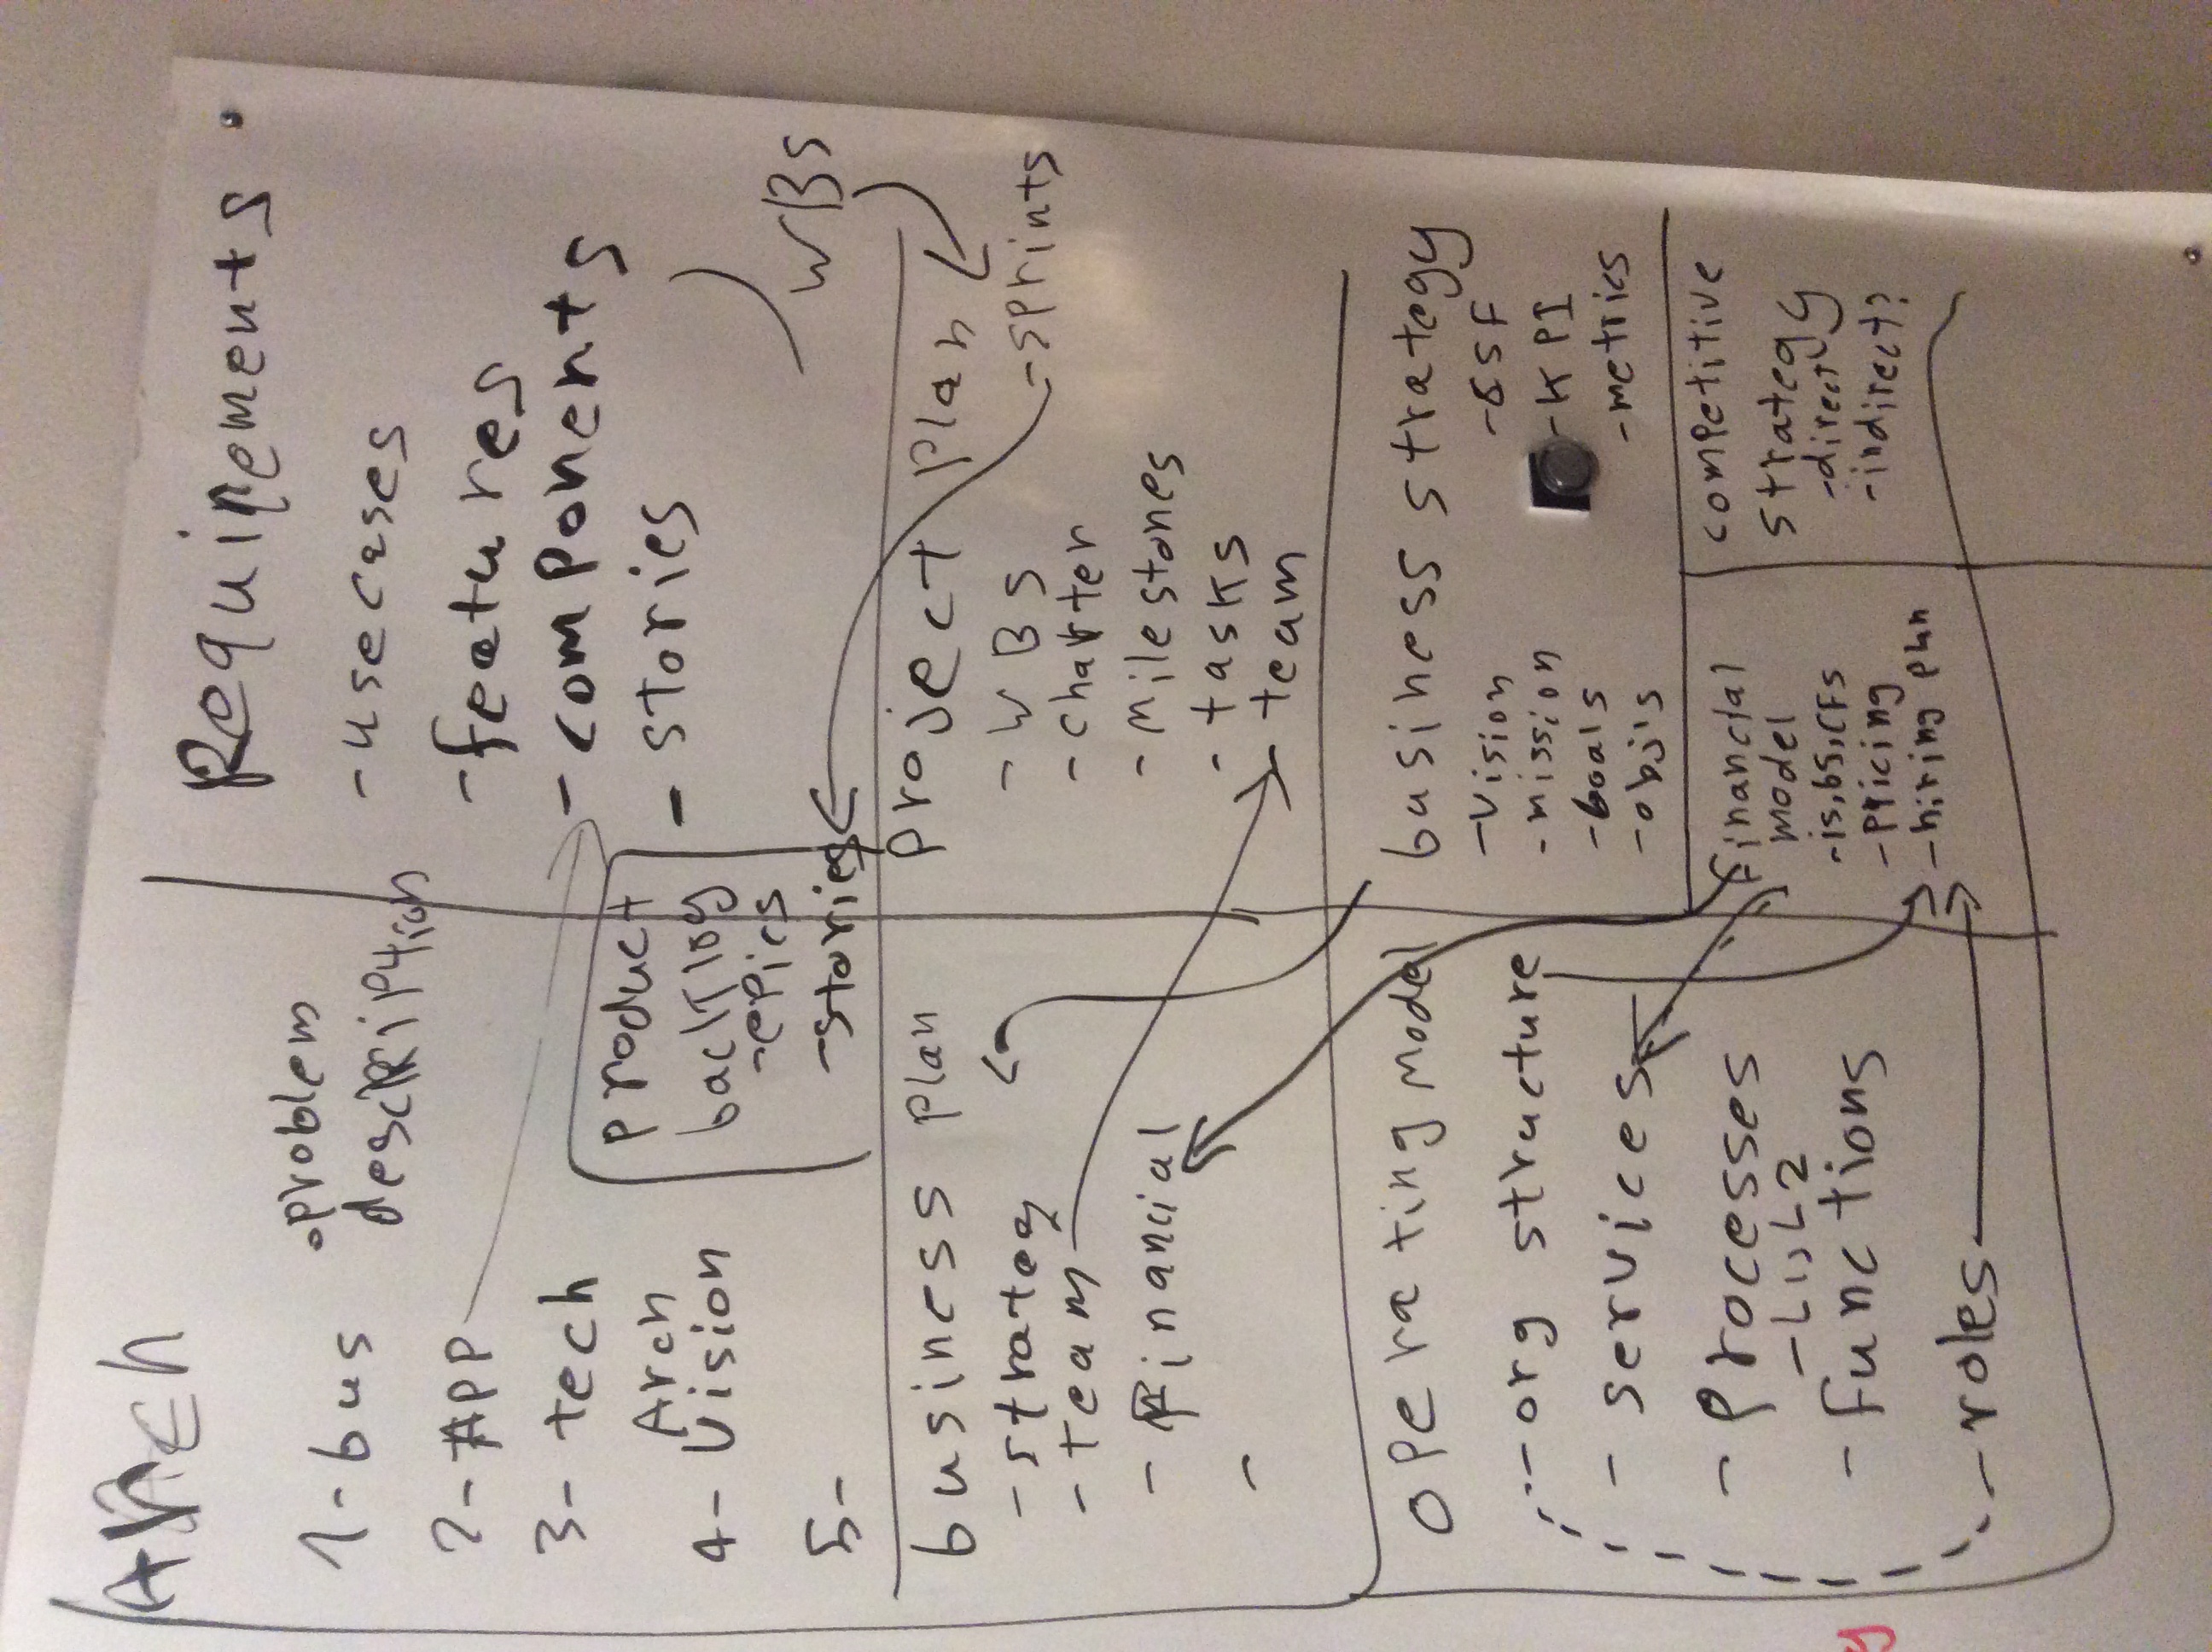 Arch
1- bus
.problem
description
2- APP
3- tech
Arch
4- Vision
5-
product
backlog
-epics
-stories
Requirements
-usecases
-features
-components
-stories
WBS
business plan
-strateg
-team
-Financial
-
Project Plan
-WBS
-charter
-Milestones
-tasks
- team
-sprints
operating model
-org structure
- services
- Processes
-L1,L2
- functions
- roles
business strategy
-Vision
-mission
-goals
-obj's
-CSF
-KPI
-metrics
financial
model
-is,bs,CFs
-pricing
-hiring plan
competitive
strategy
-direct
-indirect?
y